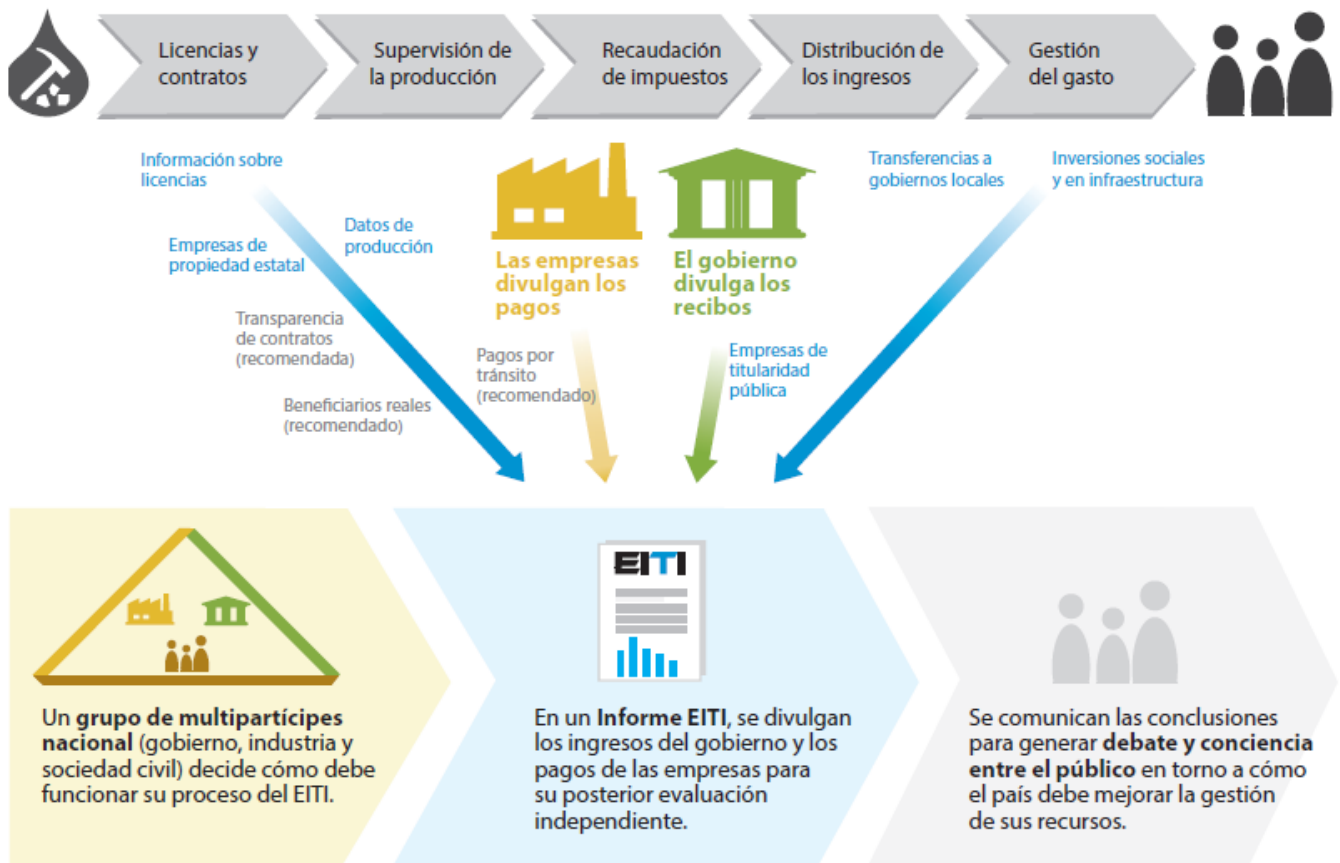 Licencias y
contratos
Supervisión de
la producción
Recaudación
de impuestos
Distribución de
los ingresos
Gestión
del gasto
Información sobre
licencias
Empresas de
propiedad estatal
Datos de
producción
Transparencia
de contratos
(recomendada)
Beneficiarios reales
(recomendado)
Las empresas
divulgan los
pagos
El gobierno
divulga los
recibos
Pagos por
tránsito
(recomendado)
Empresas de
titularidad
pública
Transferencias a
gobiernos locales
Inversiones sociales
y en infraestructura
Un grupo de multipartícipes
nacional (gobierno, industria y
sociedad civil) decide cómo debe
funcionar su proceso del EITI.
EITI
En un Informe EITI, se divulgan
los ingresos del gobierno y los
pagos de las empresas para
su posterior evaluación
independiente.
Se comunican las conclusiones
para generar debate y conciencia
entre el público en torno a cómo
el país debe mejorar la gestión
de sus recursos.